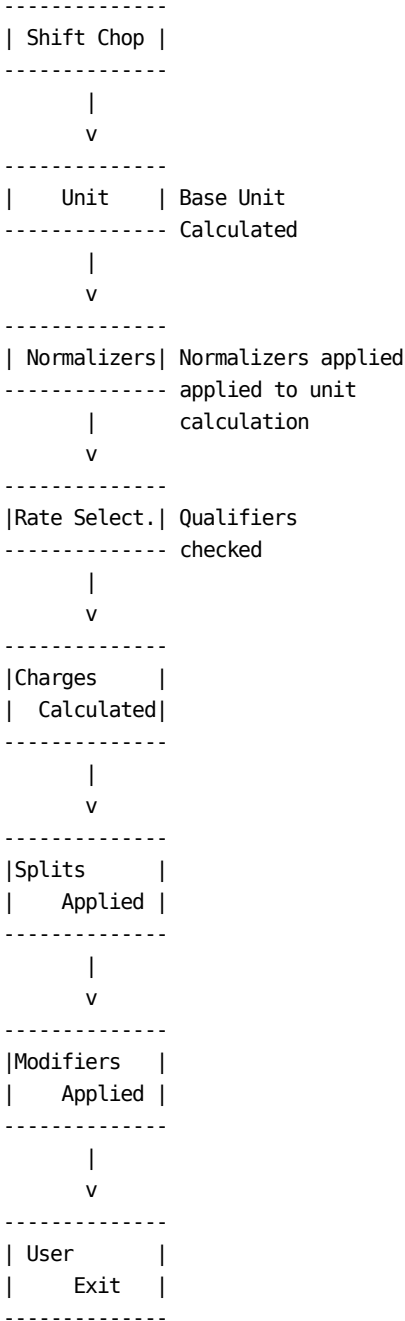 --------------
| Shift Chop |
--------------
       |
       v
--------------
|    Unit    | Base Unit
-------------- Calculated
       |
       v
--------------
| Normalizers| Normalizers applied
-------------- applied to unit
       |       calculation
       v
--------------
|Rate Select.| Qualifiers
-------------- checked
       |
       v
--------------
|Charges     |
|  Calculated|
--------------
       |
       v
--------------
|Splits      |
|    Applied |
--------------
       |
       v
--------------
|Modifiers   |
|    Applied |
--------------
       |
       v
--------------
| User       |
|     Exit   |
--------------